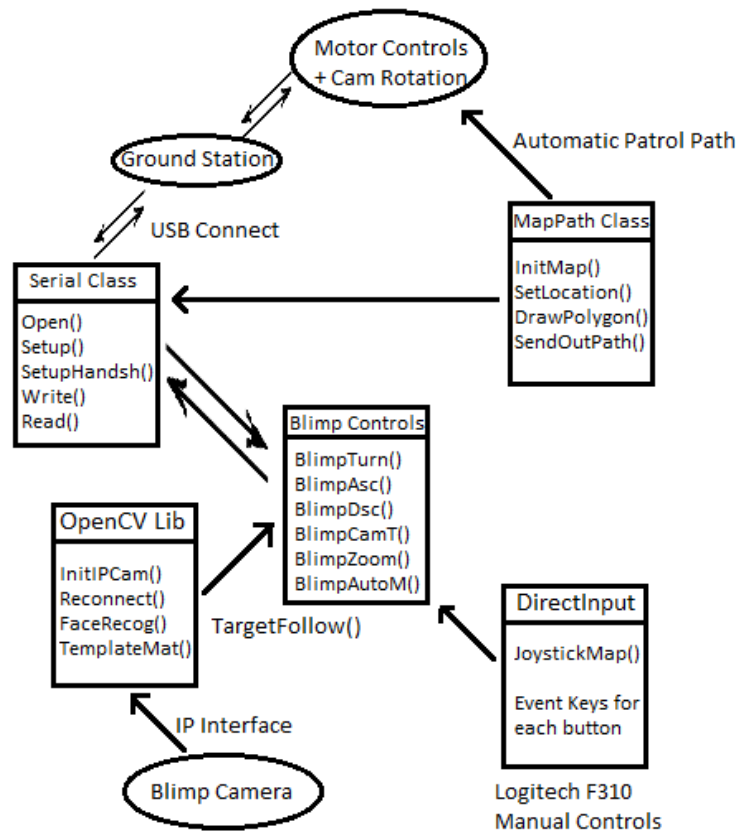 Motor Controls
+ Cam Rotation
Ground Station
Automatic Patrol Path
USB Connect
MapPath Class
InitMap()
SetLocation()
DrawPolygon()
SendOutPath()
Serial Class
Open()
Setup()
SetupHandsh()
Write()
Read()
Blimp Controls
BlimpTurn()
BlimpAsc()
BlimpDsc()
BlimpCamT()
BlimpZoom()
BlimpAutoM()
OpenCV Lib
InitIPCam()
Reconnect()
FaceRecog()
TemplateMat()
TargetFollow()
DirectInput
JoystickMap()
Event Keys for
each button
IP Interface
Blimp Camera
Logitech F310
Manual Controls